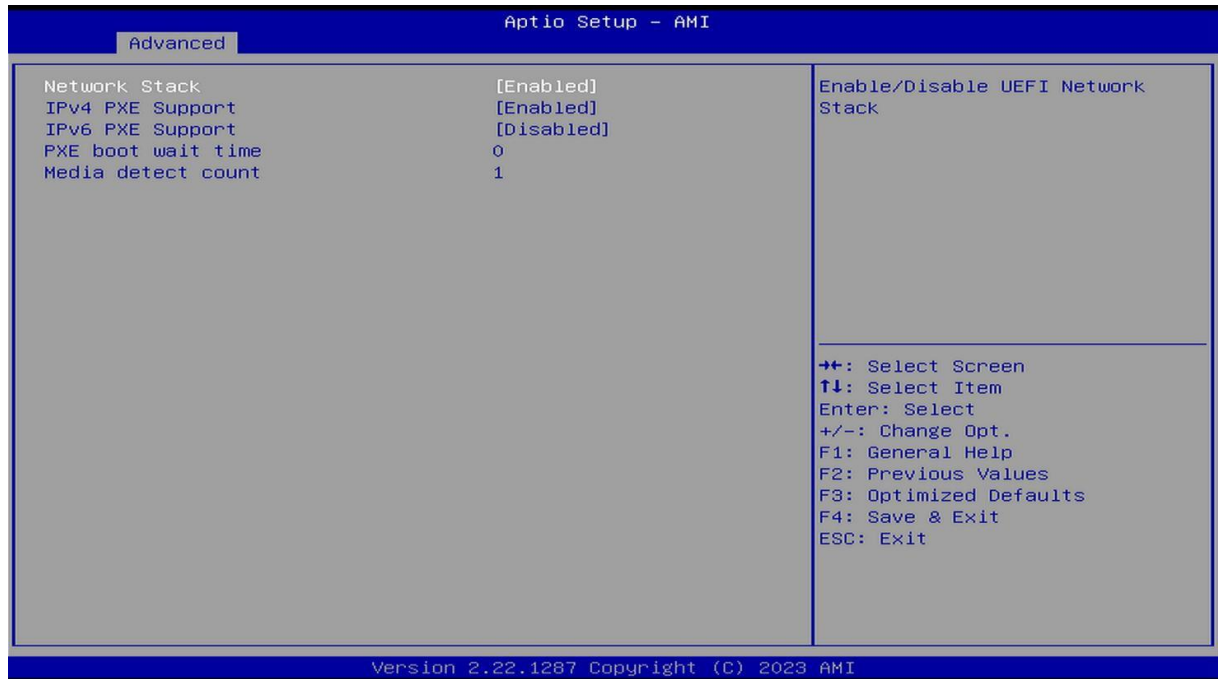 Aptio Setup – AMI
Advanced
Network Stack [Enabled]
IPv4 PXE Support [Enabled]
IPv6 PXE Support [Disabled]
PXE boot wait time 0
Media detect count 1
Enable/Disable UEFI Network
Stack
→←: Select Screen
↑↓: Select Item
Enter: Select
+/-: Change Opt.
F1: General Help
F2: Previous Values
F3: Optimized Defaults
F4: Save & Exit
ESC: Exit
Version 2.22.1287 Copyright (C) 2023 AMI